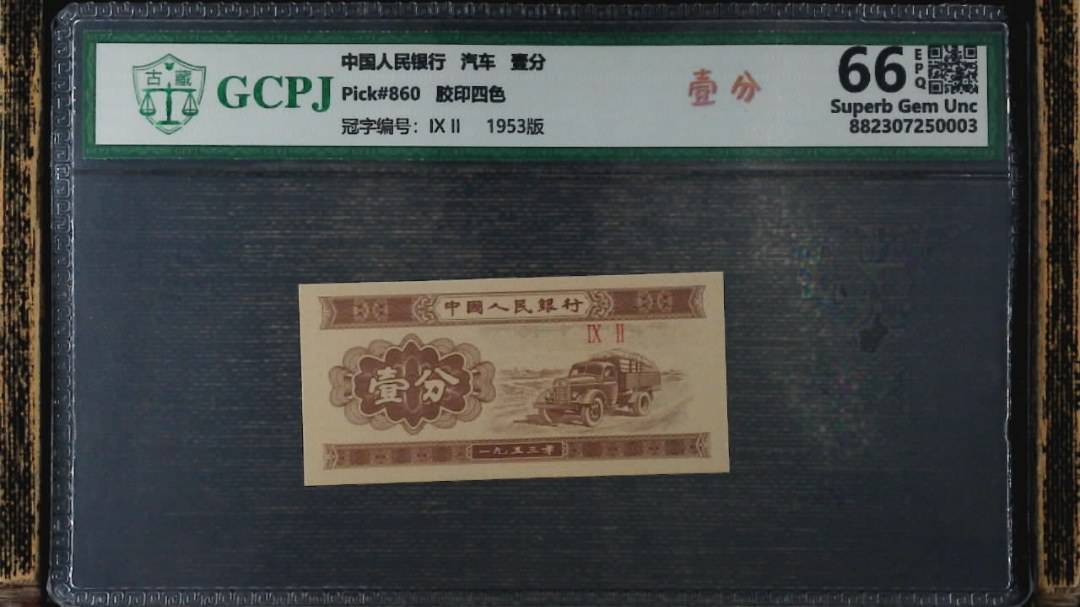 古藏
GCPJ
中国人民银行 汽车 壹分
Pick#860 胶印四色
冠字编号：IX II 1953版
壹分
66 EPQ
Superb Gem Unc
882307250003
中國人民銀行
IX II
壹分
一九五三年